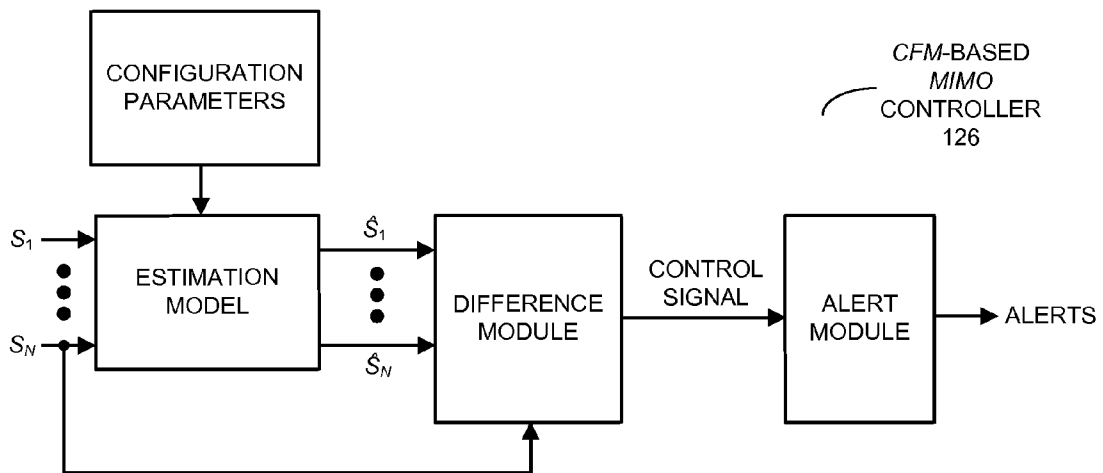 CONFIGURATION
PARAMETERS
CFM-BASED
MIMO
CONTROLLER
126
S1
SN
ESTIMATION
MODEL
Ŝ1
ŜN
DIFFERENCE
MODULE
CONTROL
SIGNAL
ALERT
MODULE
ALERTS